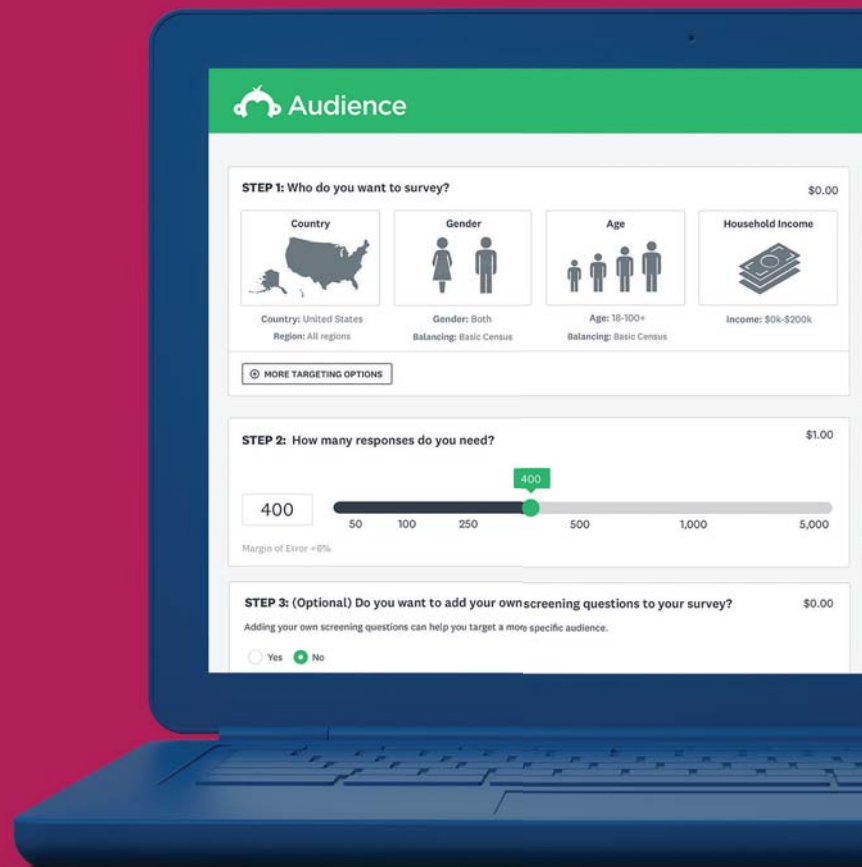 Audience
STEP 1: Who do you want to survey?
$0.00
Country
Gender
Age
Household Income
Country: United States
Gender: Both
Age: 18-100+
Income: $0k-$200k
Region: All regions
Balancing: Basic Census
Balancing: Basic Census
MORE TARGETING OPTIONS
STEP 2: How many responses do you need?
$1.00
400
400
50
100
250
500
1,000
5,000
Margin of Error +6%
STEP 3: (Optional) Do you want to add your own screening questions to your survey?
$0.00
Adding your own screening questions can help you target a more specific audience.
Yes
No